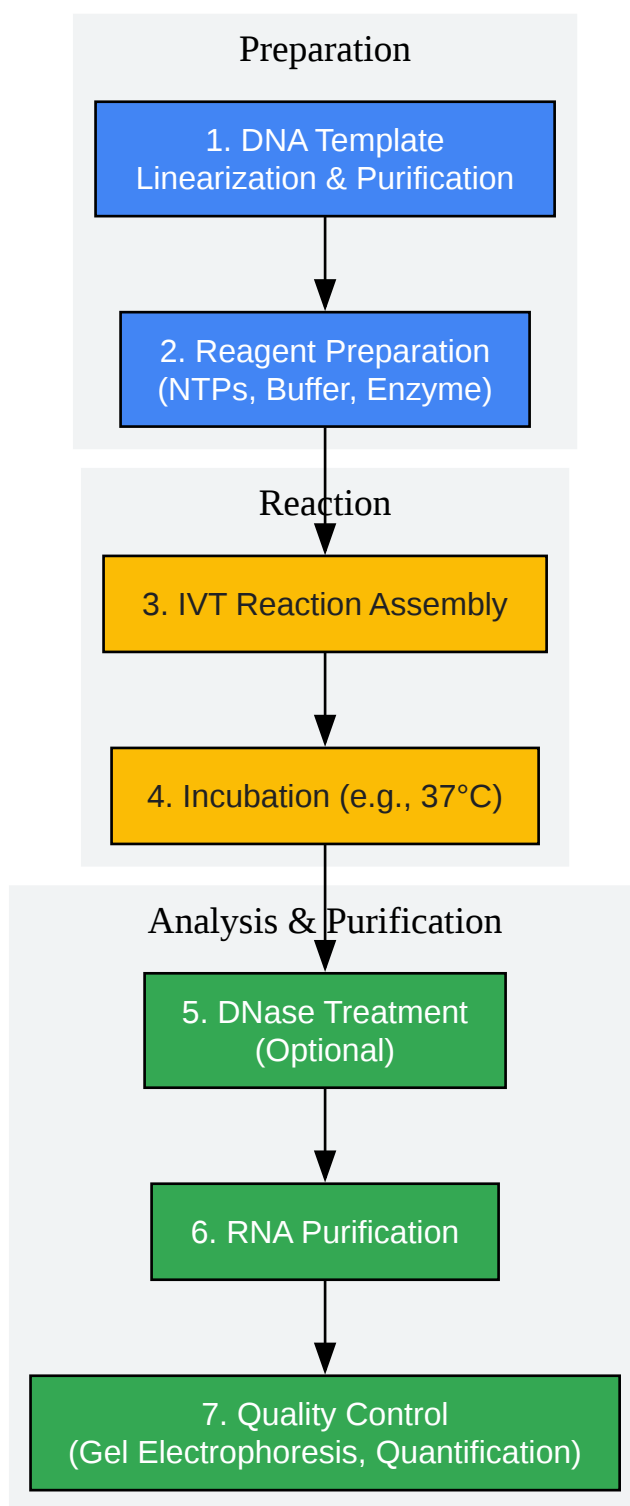 Preparation
1. DNA Template
Linearization & Purification
2. Reagent Preparation
(NTPs, Buffer, Enzyme)
Reaction
3. IVT Reaction Assembly
4. Incubation (e.g., 37°C)
Analysis & Purification
5. DNase Treatment
(Optional)
6. RNA Purification
7. Quality Control
(Gel Electrophoresis, Quantification)